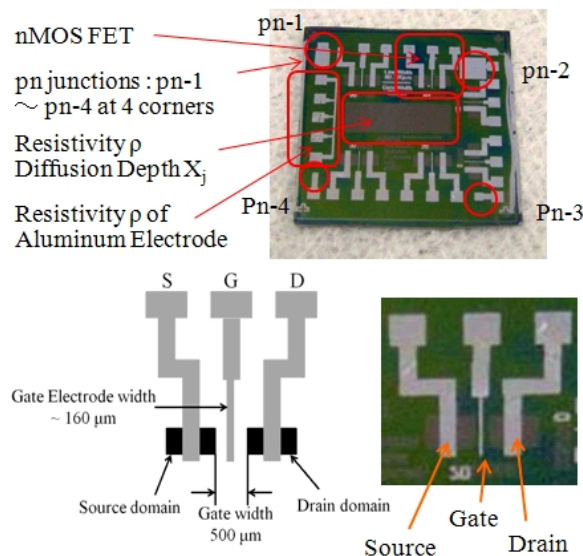 pn-1
nMOS FET
pn-2
pn junctions : pn-1
～ pn-4 at 4 corners
Resistivity ρ
Diffusion Depth Xj
Pn-4
Pn-3
Resistivity ρ of
Aluminum Electrode
S G D
Gate Electrode width
~ 160 μm
Source domain
Drain domain
Gate width
500 μm
Gate
Source
Drain